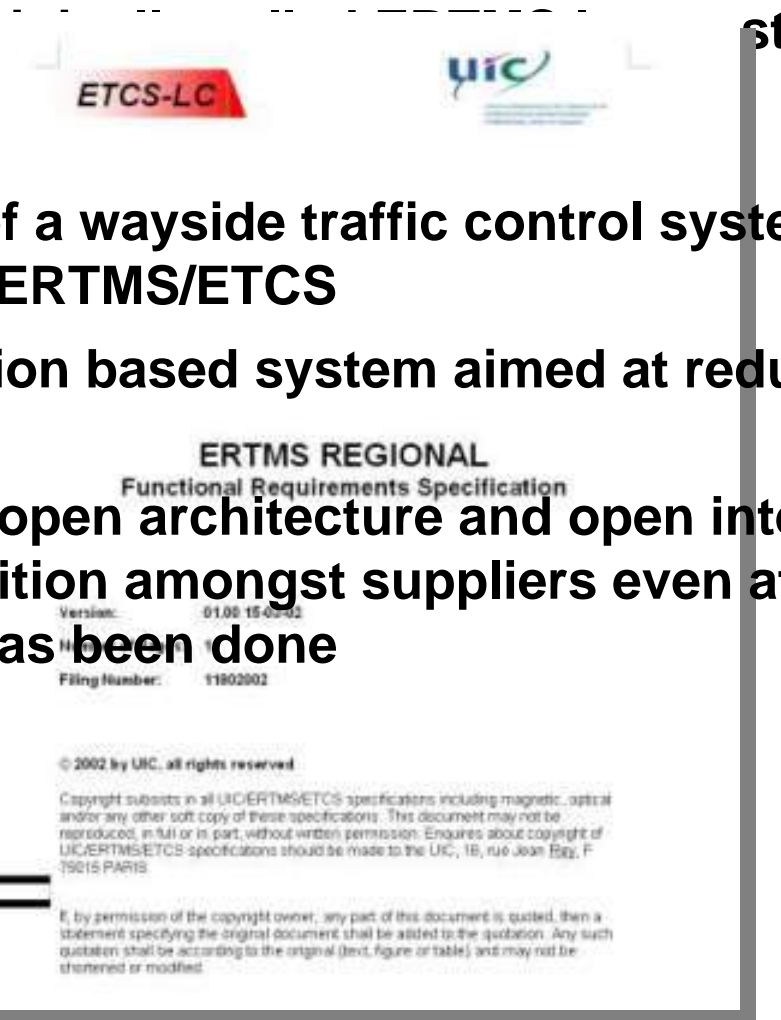 st
ETCS-LC
uic
f a wayside traffic control syste
ERTMS/ETCS
ion based system aimed at redu
ERTMS REGIONAL
Functional Requirements Specification
open architecture and open inte
ition amongst suppliers even at
Version: 01.00 15-03-02
as been done
Filing Number: 11802002
© 2002 by UIC, all rights reserved
Copyright subsists in all UIC/ERTMS/ETCS specifications including magnetic, optical
and/or any other soft copy of these specifications. This document may not be
reproduced, in full or in part, without written permission. Enquires about copyright of
UIC/ERTMS/ETCS specifications should be made to the UIC, 16, rue Jean Rey, F
75015 PARIS
If, by permission of the copyright owner, any part of this document is quoted, then a
statement specifying the original document shall be added to the quotation. Any such
quotation shall be according to the original (text, figure or table) and may not be
shortened or modified